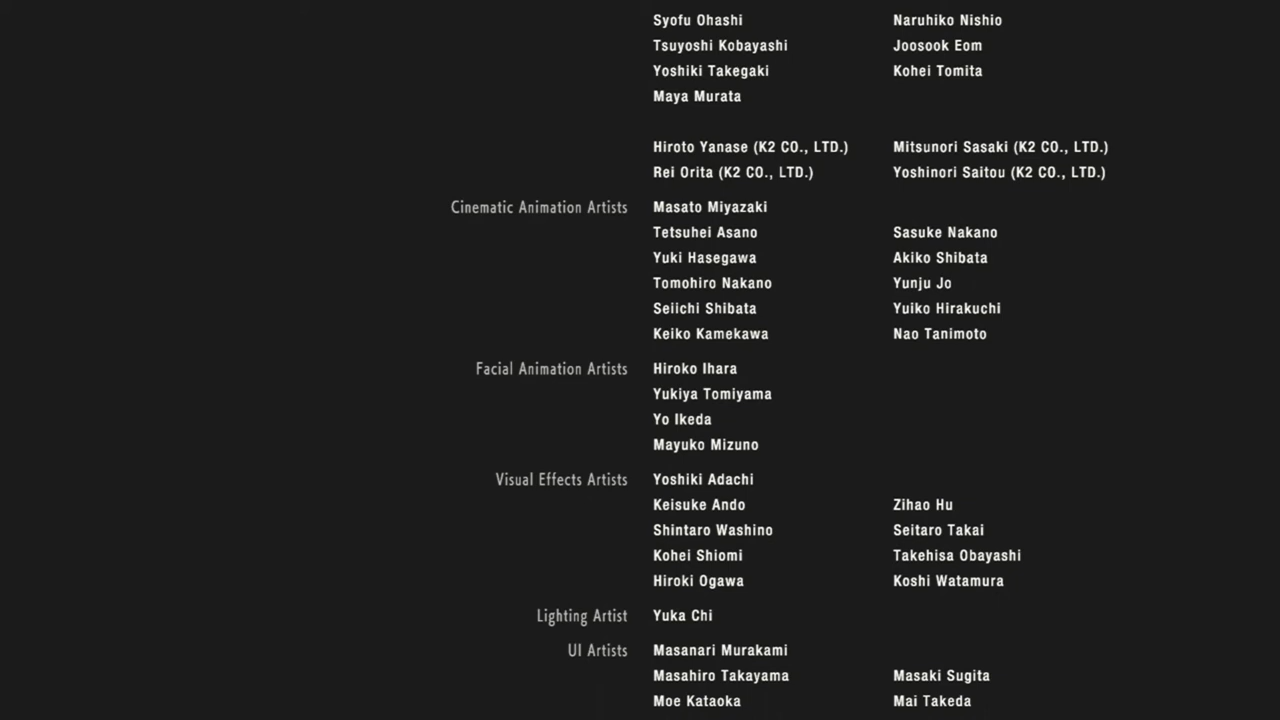 Syofu Ohashi Naruhiko Nishio
Tsuyoshi Kobayashi Joosook Eom
Yoshiki Takegaki Kohei Tomita
Maya Murata
Hiroto Yanase (K2 CO., LTD.) Mitsunori Sasaki (K2 CO., LTD.)
Rei Orita (K2 CO., LTD.) Yoshinori Saitou (K2 CO., LTD.)
Cinematic Animation Artists Masato Miyazaki
Tetsuhei Asano Sasuke Nakano
Yuki Hasegawa Akiko Shibata
Tomohiro Nakano Yunju Jo
Seiichi Shibata Yuiko Hirakuchi
Keiko Kamekawa Nao Tanimoto
Facial Animation Artists Hiroko Ihara
Yukiya Tomiyama
Yo Ikeda
Mayuko Mizuno
Visual Effects Artists Yoshiki Adachi
Keisuke Ando Zihao Hu
Shintaro Washino Seitaro Takai
Kohei Shiomi Takehisa Obayashi
Hiroki Ogawa Koshi Watamura
Lighting Artist Yuka Chi
UI Artists Masanari Murakami
Masahiro Takayama Masaki Sugita
Moe Kataoka Mai Takeda